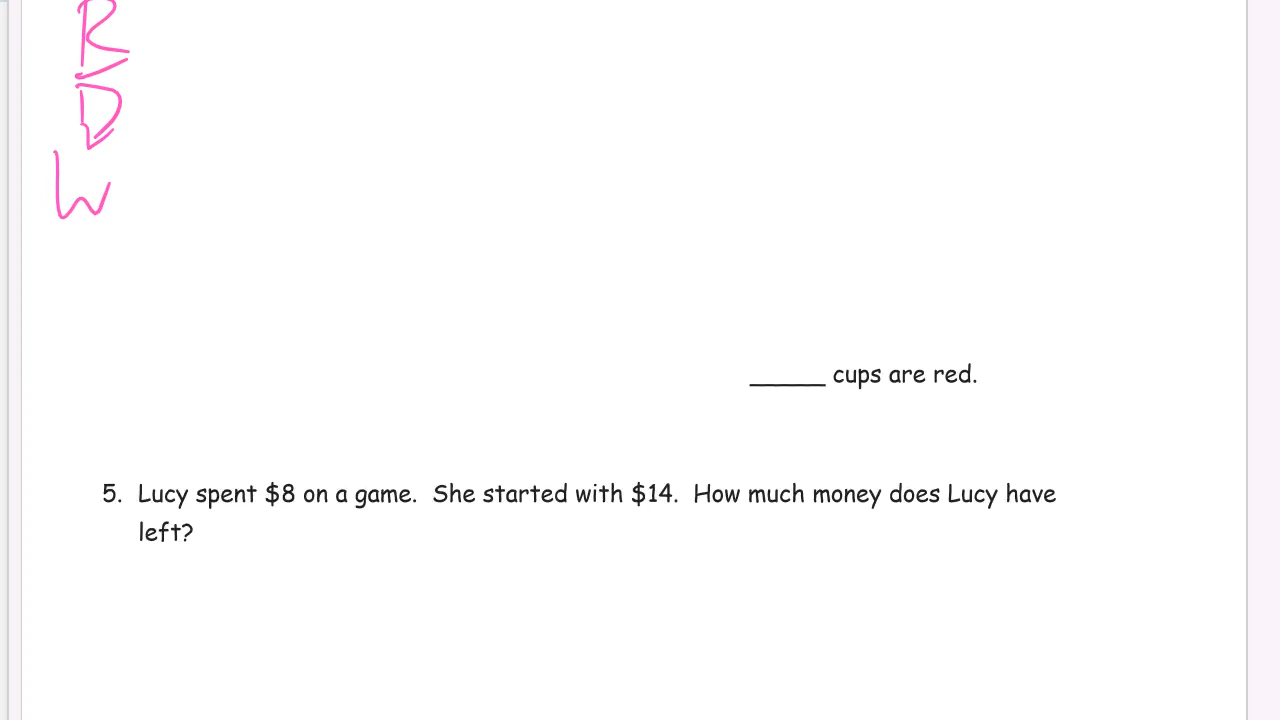 R
D
W
_____ cups are red.
5. Lucy spent $8 on a game. She started with $14. How much money does Lucy have
left?